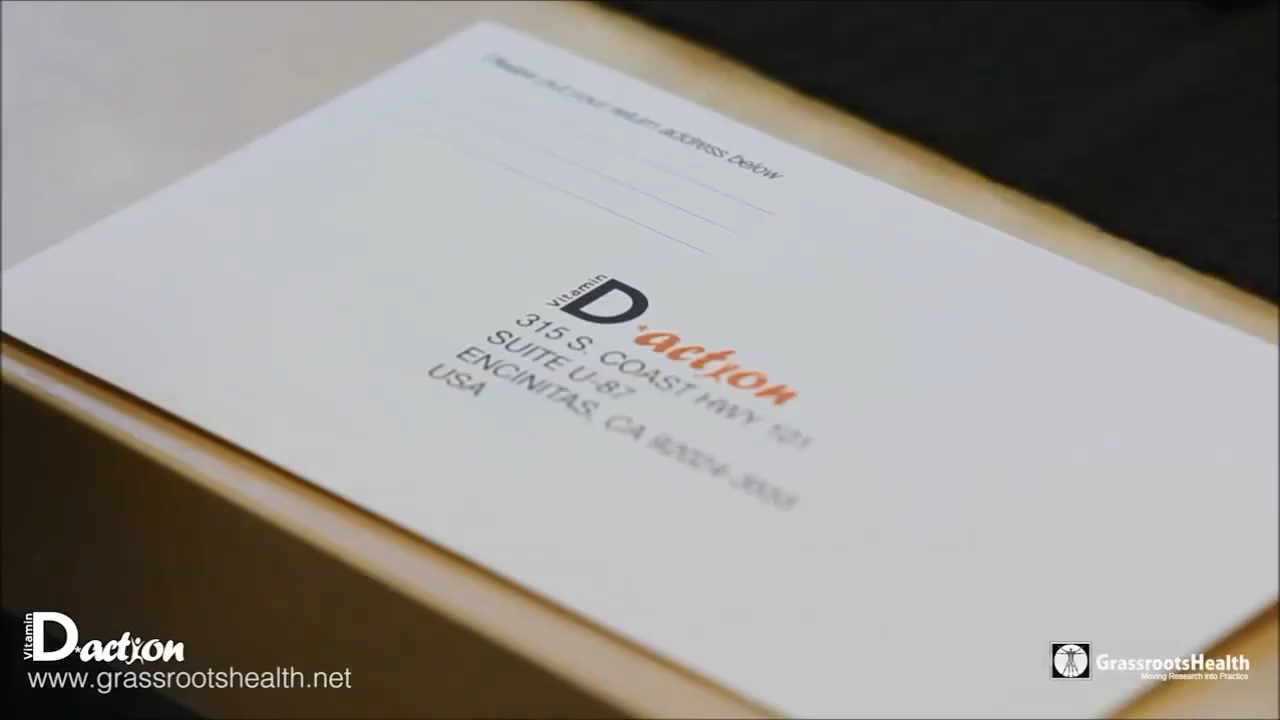 Please put your return address below
Vitamin
D*action
315 S. COAST HWY 101
SUITE U-87
ENCINITAS, CA
USA
Vitamin
D*action
www.grassrootshealth.net
GrassrootsHealth
Moving Research Into Practice